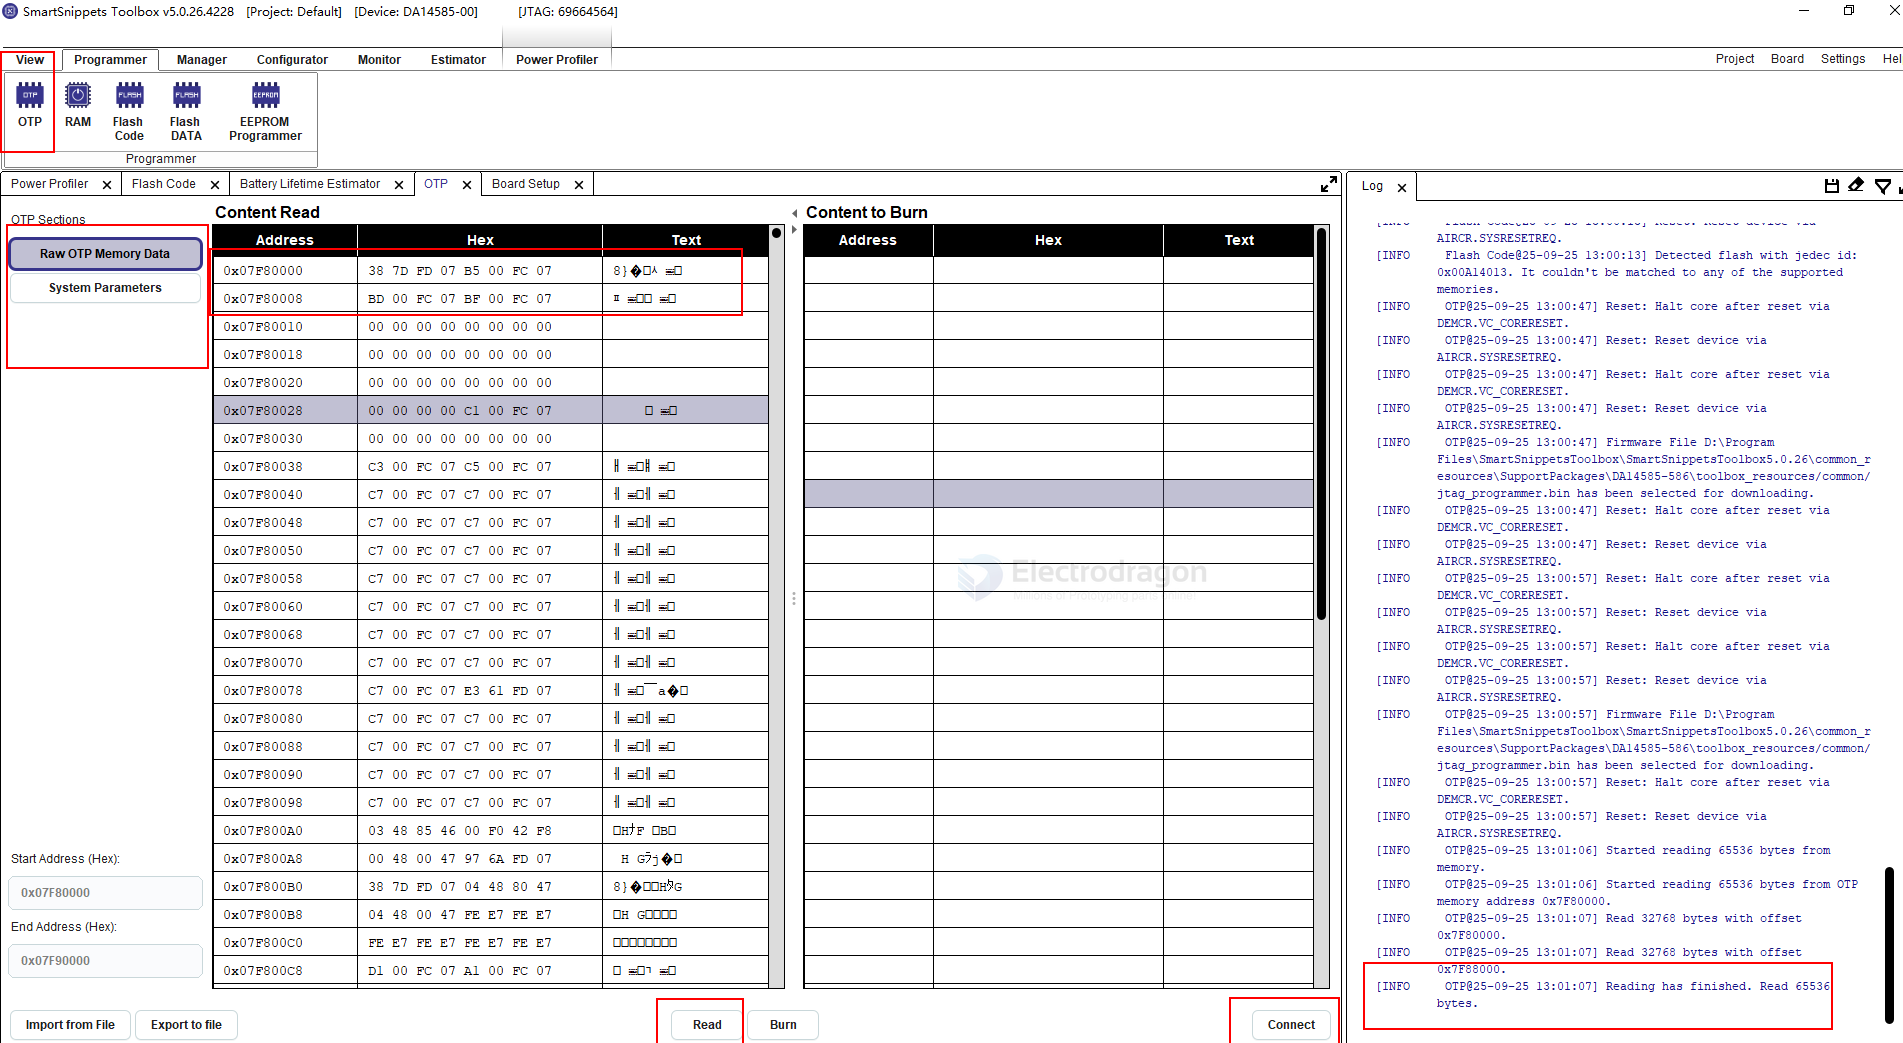 SmartSnippets Toolbox v5.0.26.4228 [Project: Default] [Device: DA14585-00] [JTAG: 69664564]
View Programmer Manager Configurator Monitor Estimator Power Profiler Project Board Settings Hel
OTP RAM Flash Code Flash DATA EEPROM Programmer
Programmer
Power Profiler Flash Code Battery Lifetime Estimator OTP Board Setup
OTP Sections
Raw OTP Memory Data
System Parameters
Start Address (Hex):
0x07F80000
End Address (Hex):
0x07F90000
Import from File Export to file
Content Read
Address Hex Text
0x07F80000 38 7D FD 07 B5 00 FC 07
0x07F80008 BD 00 FC 07 BF 00 FC 07
0x07F80010 00 00 00 00 00 00 00 00
0x07F80018 00 00 00 00 00 00 00 00
0x07F80020 00 00 00 00 00 00 00 00
0x07F80028 00 00 00 00 C1 00 FC 07
0x07F80030 00 00 00 00 00 00 00 00
0x07F80038 C3 00 FC 07 C5 00 FC 07
0x07F80040 C7 00 FC 07 C7 00 FC 07
0x07F80048 C7 00 FC 07 C7 00 FC 07
0x07F80050 C7 00 FC 07 C7 00 FC 07
0x07F80058 C7 00 FC 07 C7 00 FC 07
0x07F80060 C7 00 FC 07 C7 00 FC 07
0x07F80068 C7 00 FC 07 C7 00 FC 07
0x07F80070 C7 00 FC 07 C7 00 FC 07
0x07F80078 C7 00 FC 07 E3 61 FD 07
0x07F80080 C7 00 FC 07 C7 00 FC 07
0x07F80088 C7 00 FC 07 C7 00 FC 07
0x07F80090 C7 00 FC 07 C7 00 FC 07
0x07F80098 C7 00 FC 07 C7 00 FC 07
0x07F800A0 03 48 85 46 00 F0 42 F8
0x07F800A8 00 48 00 47 97 6A FD 07
0x07F800B0 38 7D FD 07 04 48 80 47
0x07F800B8 04 48 00 47 FE E7 FE E7
0x07F800C0 FE E7 FE E7 FE E7 FE E7
0x07F800C8 D1 00 FC 07 A1 00 FC 07
Read Burn
Content to Burn
Address Hex Text
Electrodragon
Connect
Log
AIRCR.SYSRESETREQ.
[INFO Flash Code@25-09-25 13:00:13] Detected flash with jedec id:
0x00A14013. It couldn't be matched to any of the supported
memories.
[INFO OTP@25-09-25 13:00:47] Reset: Halt core after reset via
DEMCR.VC_CORERESET.
[INFO OTP@25-09-25 13:00:47] Reset: Reset device via
AIRCR.SYSRESETREQ.
[INFO OTP@25-09-25 13:00:47] Reset: Halt core after reset via
DEMCR.VC_CORERESET.
[INFO OTP@25-09-25 13:00:47] Reset: Reset device via
AIRCR.SYSRESETREQ.
[INFO OTP@25-09-25 13:00:47] Firmware File D:\Program
Files\SmartSnippetsToolbox\SmartSnippetsToolbox5.0.26\common_r
esources\SupportPackages\DA14585-586\toolbox_resources/common/
jtag_programmer.bin has been selected for downloading.
[INFO OTP@25-09-25 13:00:47] Reset: Halt core after reset via
DEMCR.VC_CORERESET.
[INFO OTP@25-09-25 13:00:47] Reset: Reset device via
AIRCR.SYSRESETREQ.
[INFO OTP@25-09-25 13:00:57] Reset: Halt core after reset via
DEMCR.VC_CORERESET.
[INFO OTP@25-09-25 13:00:57] Reset: Reset device via
AIRCR.SYSRESETREQ.
[INFO OTP@25-09-25 13:00:57] Reset: Halt core after reset via
DEMCR.VC_CORERESET.
[INFO OTP@25-09-25 13:00:57] Reset: Reset device via
AIRCR.SYSRESETREQ.
[INFO OTP@25-09-25 13:00:57] Firmware File D:\Program
Files\SmartSnippetsToolbox\SmartSnippetsToolbox5.0.26\common_r
esources\SupportPackages\DA14585-586\toolbox_resources/common/
jtag_programmer.bin has been selected for downloading.
[INFO OTP@25-09-25 13:00:57] Reset: Halt core after reset via
DEMCR.VC_CORERESET.
[INFO OTP@25-09-25 13:00:57] Reset: Reset device via
AIRCR.SYSRESETREQ.
[INFO OTP@25-09-25 13:01:06] Started reading 65536 bytes from
memory.
[INFO OTP@25-09-25 13:01:06] Started reading 65536 bytes from OTP
memory address 0x7F80000.
[INFO OTP@25-09-25 13:01:07] Read 32768 bytes with offset
0x7F80000.
[INFO OTP@25-09-25 13:01:07] Read 32768 bytes with offset
0x7F88000.
[INFO OTP@25-09-25 13:01:07] Reading has finished. Read 65536
bytes.